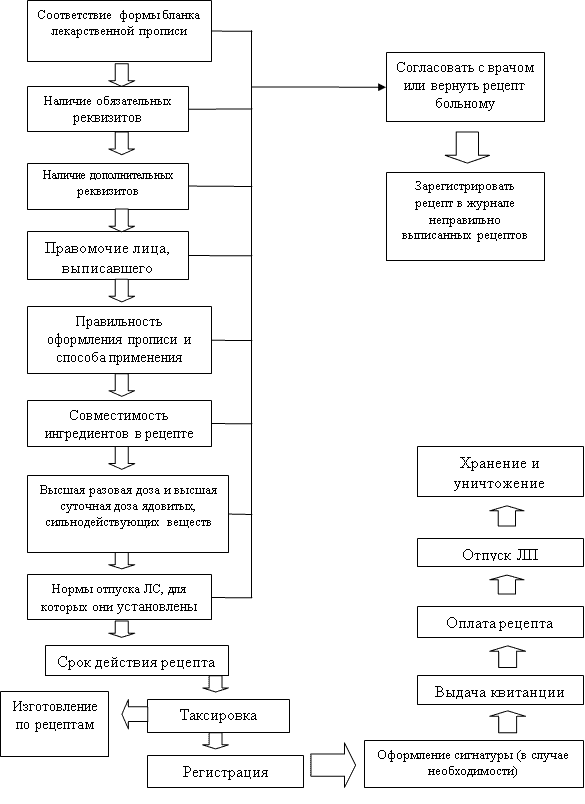 Соответствие формы бланка
лекарственной прописи
Наличие обязательных
реквизитов
Наличие дополнительных
реквизитов
Правомочие лица,
выписавшего
Правильность
оформления прописи и
способа применения
Совместимость
ингредиентов в рецепте
Высшая разовая доза и высшая
суточная доза ядовитых,
сильнодействующих веществ
Нормы отпуска ЛС, для
которых они установлены
Срок действия рецепта
Таксировка
Изготовление
по рецептам
Регистрация
Оформление сигнатуры (в случае
необходимости)
Выдача квитанции
Оплата рецепта
Отпуск ЛП
Хранение и
уничтожение
Согласовать с врачом
или вернуть рецепт
больному
Зарегистрировать
рецепт в журнале
неправильно
выписанных рецептов